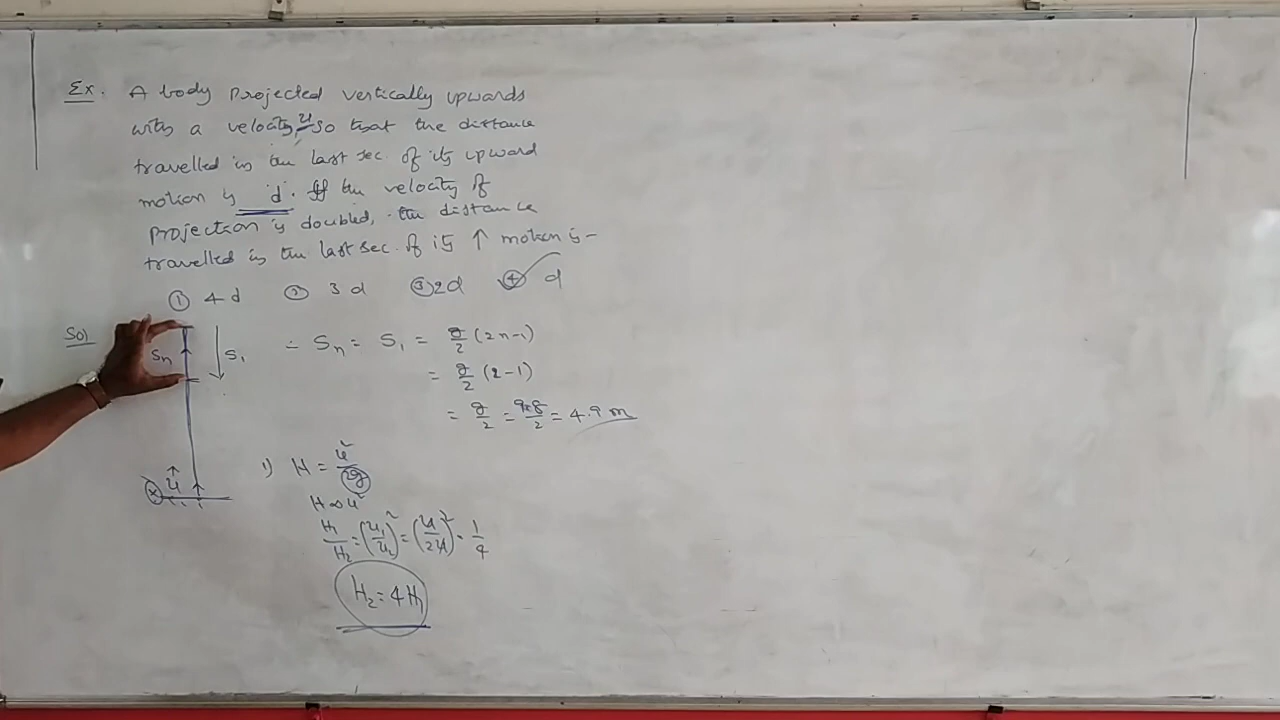 Ex. A body projected vertically upwards
with a velocity u so that the distance
travelled in the last sec. of its upward
motion is 'd'. If the velocity of
projection is doubled, the distance
travelled in the last sec. of its ↑ motion is -
① 4d ② 3d ③ 2d ④ d
Sol
Sn S₁ ∴ Sn = S₁ = g/2 (2n-1)
= g/2 (2-1)
= g/2 = 9.8/2 = 4.9 m
u
1) H = u²/2g
H ∝ u²
H₁/H₂ = (u₁/u₂)² = (u/2u)² = 1/4
H₂ = 4H₁